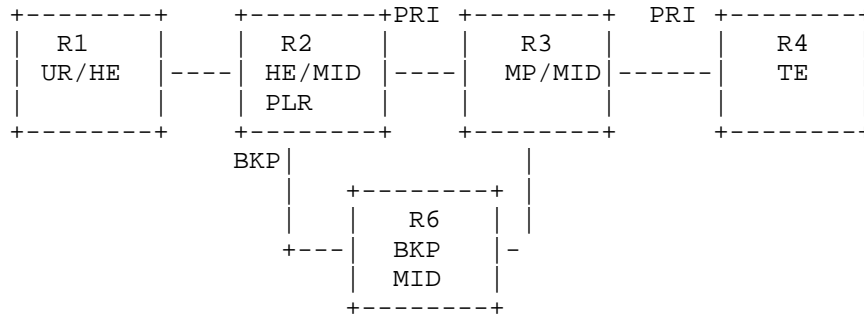 +--------+ +--------+PRI +--------+ PRI +--------+
| R1 | | R2 | | R3 | | R4 |
| UR/HE |----| HE/MID |----| MP/MID|------| TE |
| | | PLR | | | | |
+--------+ +--------+ +--------+ +--------+
BKP| |
| +--------+ |
| | R6 | |
+---| BKP |-
| MID |
+--------+